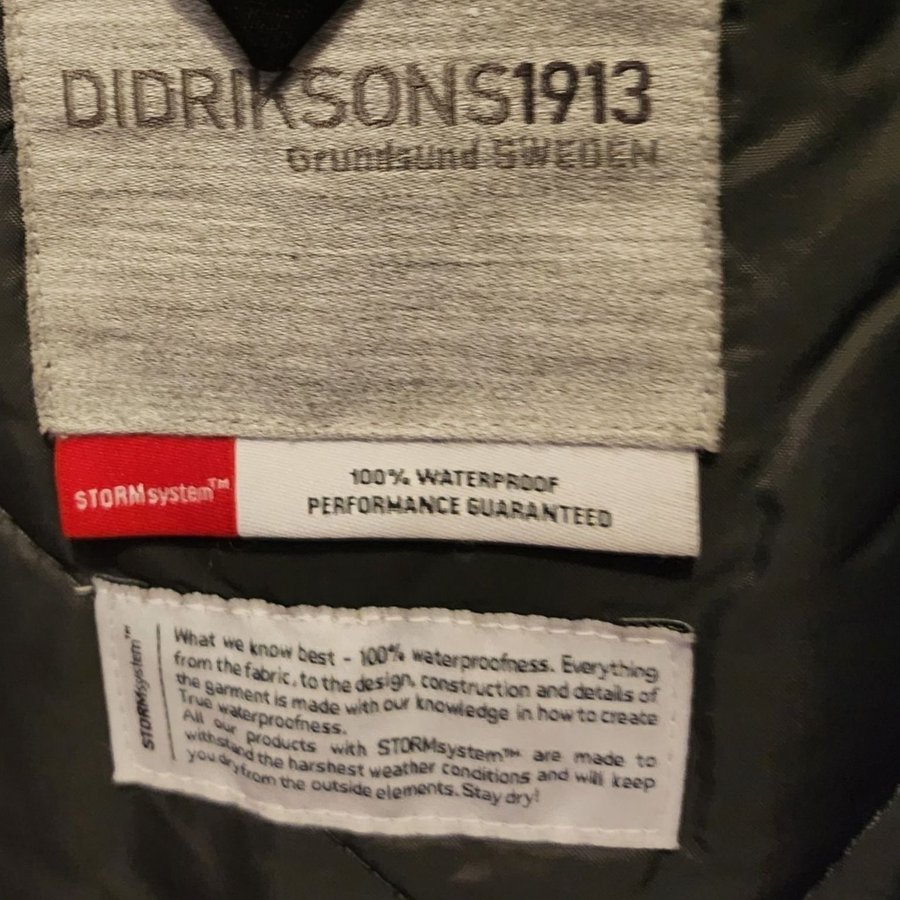 DIDRIKSONS1913
Grundsund SWEDEN
STORMsystem™
100% WATERPROOF
PERFORMANCE GUARANTEED
STORMsystem™
What we know best - 100% waterproofness. Everything
from the fabric, to the design, construction and details of
the garment is made with our knowledge in how to create
True waterproofness.
All our products with STORMsystem™ are made to
withstand the harshest weather conditions and will keep
you dry from the outside elements. Stay dry!